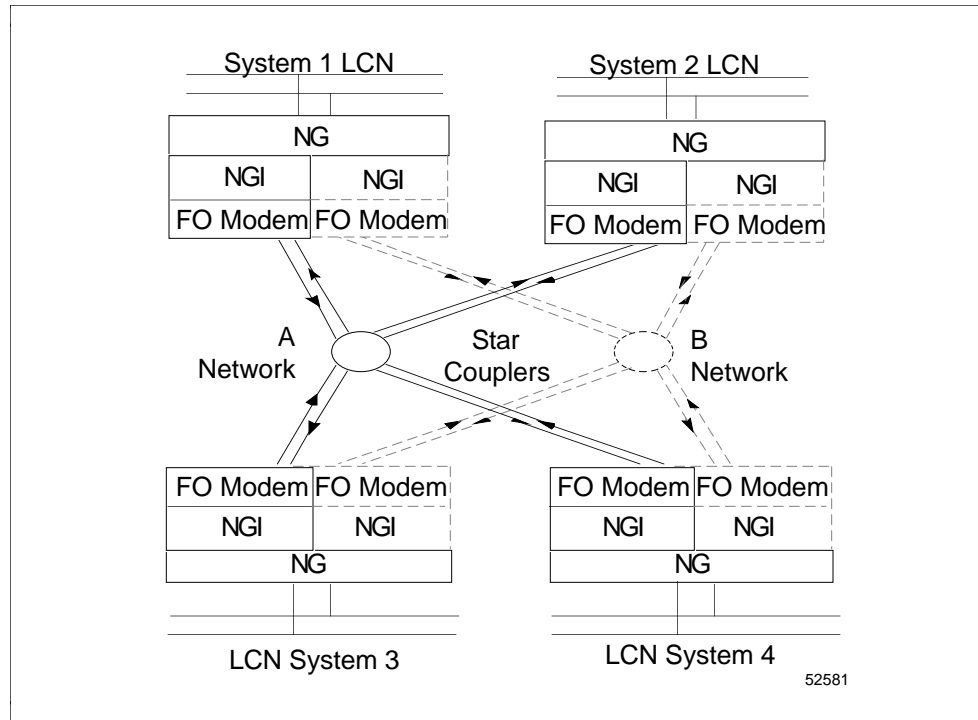 System 1 LCN
System 2 LCN
NG
NG
NGI NGI
NGI NGI
FO Modem FO Modem
FO Modem FO Modem
A
Network
Star
Couplers
B
Network
FO Modem FO Modem
FO Modem FO Modem
NGI NGI
NGI NGI
NG
NG
LCN System 3
LCN System 4
52581